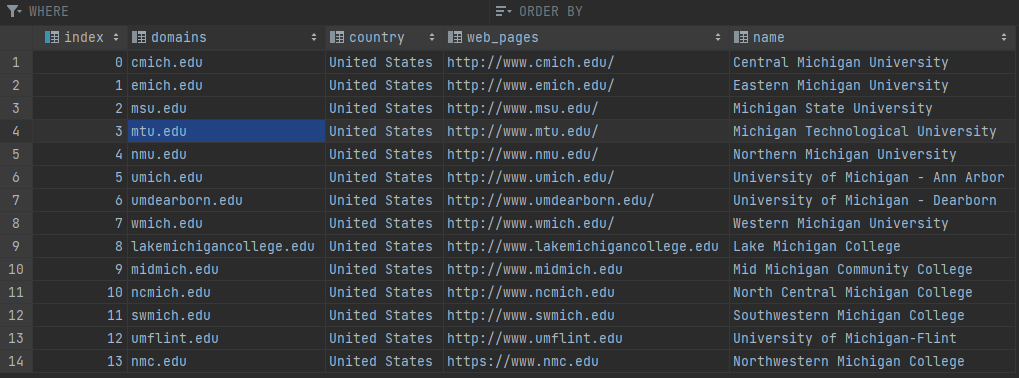 WHERE ORDER BY
index domains country web_pages name
1 0 cmich.edu United States http://www.cmich.edu/ Central Michigan University
2 1 emich.edu United States http://www.emich.edu/ Eastern Michigan University
3 2 msu.edu United States http://www.msu.edu/ Michigan State University
4 3 mtu.edu United States http://www.mtu.edu/ Michigan Technological University
5 4 nmu.edu United States http://www.nmu.edu/ Northern Michigan University
6 5 umich.edu United States http://www.umich.edu/ University of Michigan - Ann Arbor
7 6 umdearborn.edu United States http://www.umdearborn.edu/ University of Michigan - Dearborn
8 7 wmich.edu United States http://www.wmich.edu/ Western Michigan University
9 8 lakemichigancollege.edu United States http://www.lakemichigancollege.edu Lake Michigan College
10 9 midmich.edu United States http://www.midmich.edu Mid Michigan Community College
11 10 ncmich.edu United States http://www.ncmich.edu North Central Michigan College
12 11 swmich.edu United States http://www.swmich.edu Southwestern Michigan College
13 12 umflint.edu United States http://www.umflint.edu University of Michigan-Flint
14 13 nmc.edu United States https://www.nmc.edu Northwestern Michigan College